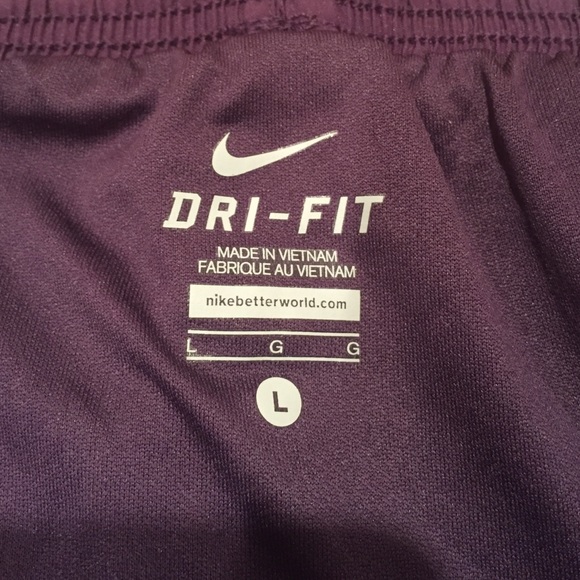 DRI-FIT
MADE IN VIETNAM
FABRIQUE AU VIETNAM
nikebetterworld.com
L G G
L